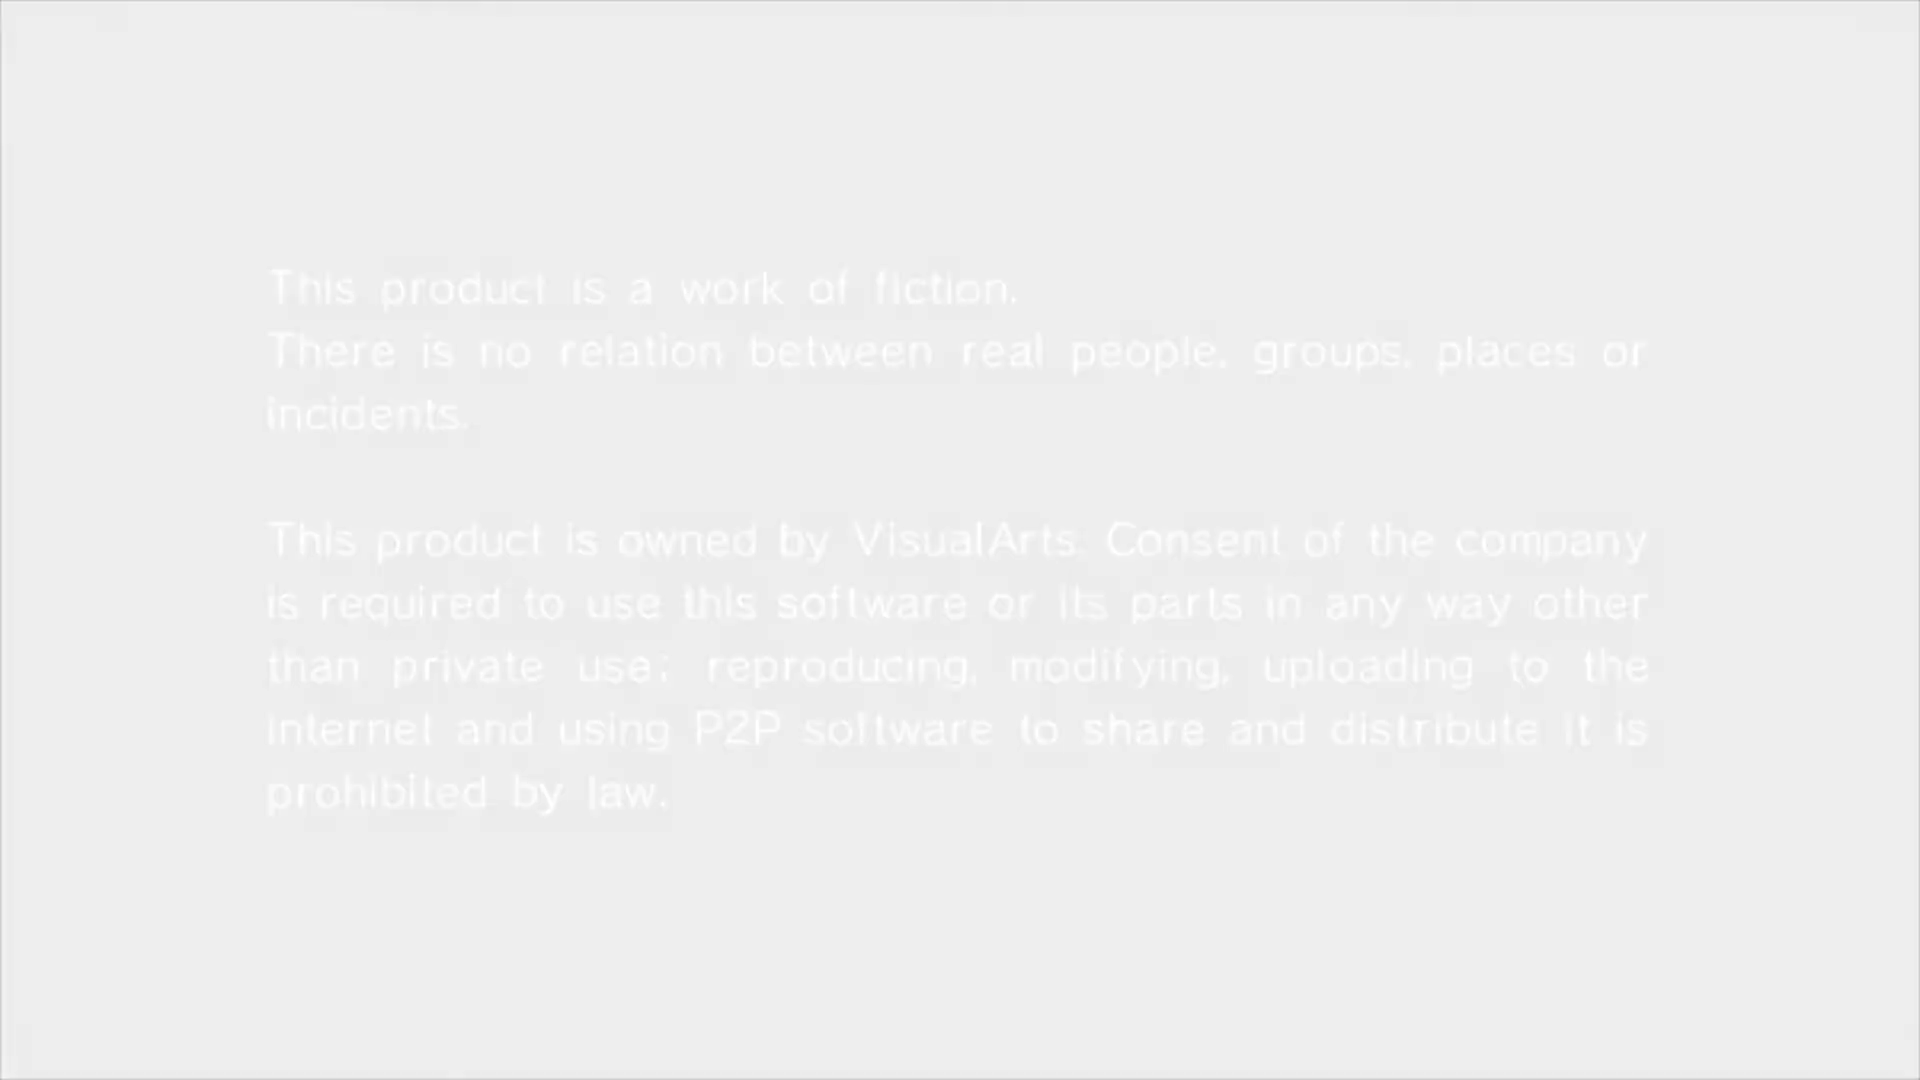 This product is a work of fiction.
There is no relation between real people, groups, places or
incidents.
This product is owned by VisualArts. Consent of the company
is required to use this software or its parts in any way other
than private use; reproducing, modifying, uploading to the
internet and using P2P software to share and distribute it is
prohibited by law.